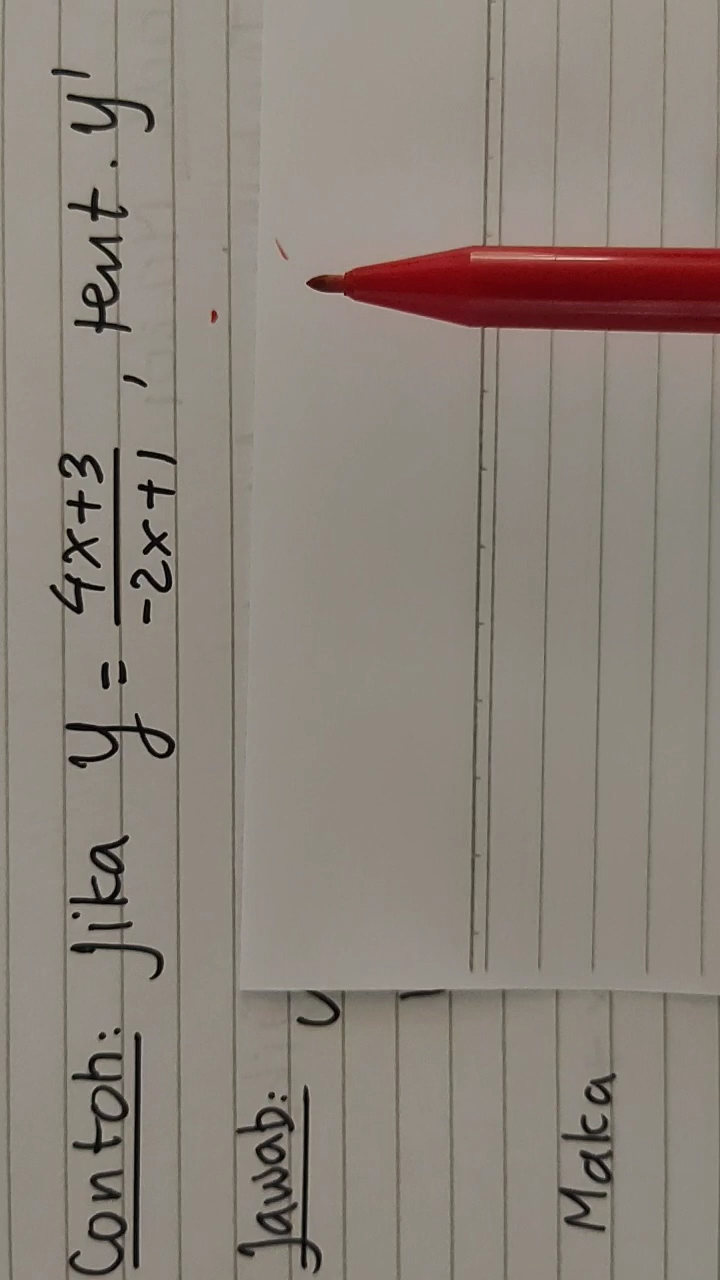 Contoh: Jika y = 4x+3 / -2x+1 , tent. y'
Jawab:
Maka